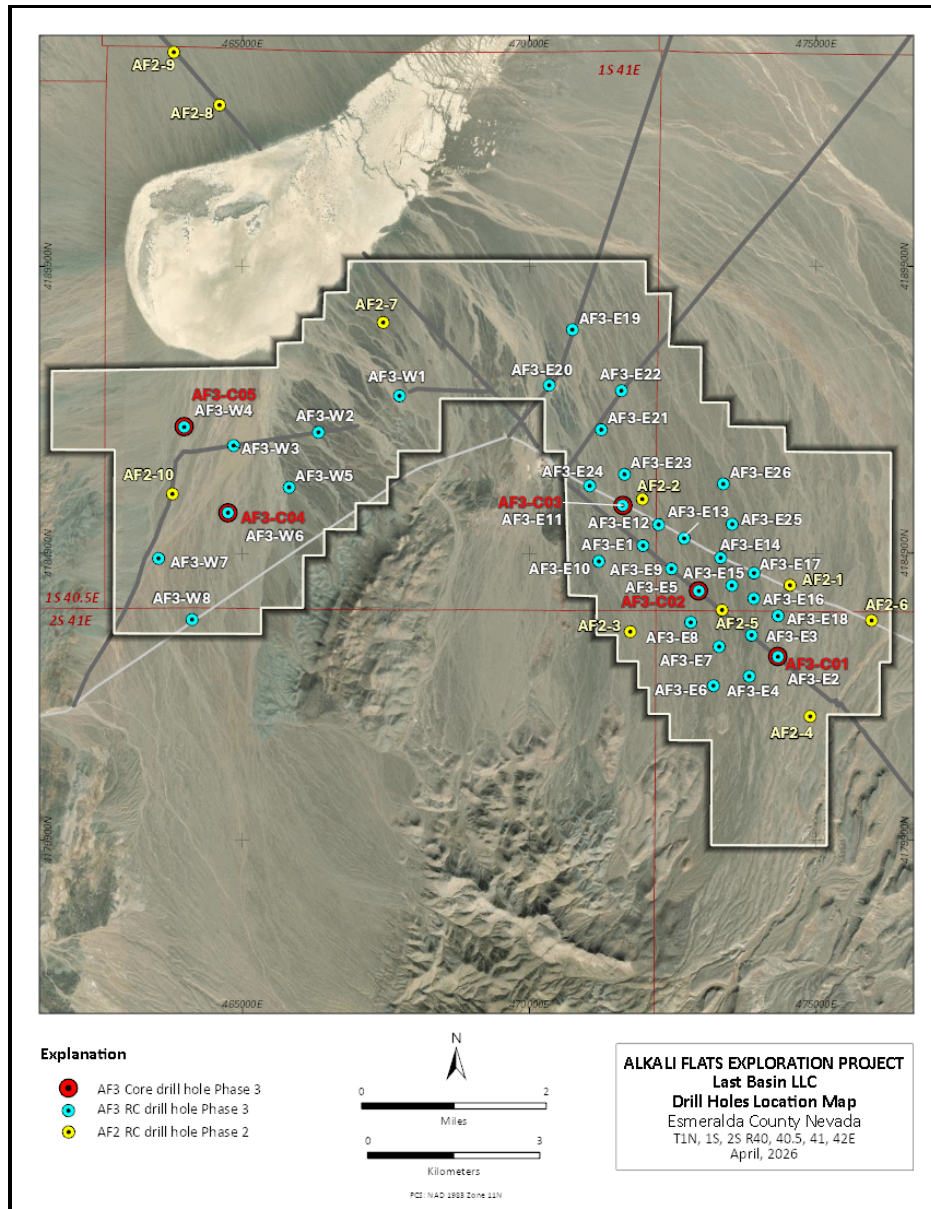 465000E
470000E
475000E
AF2-9
1S 41E
AF2-8
4189900N
4189900N
AF2-7
AF3-E19
AF3-W1
AF3-E20
AF3-E22
AF3-C05
AF3-W4
AF3-W2
AF3-E21
AF3-W3
AF2-10
AF3-W5
AF3-E24
AF3-E23
AF3-E26
AF2-2
AF3-C03
AF3-E11
AF3-C04
AF3-W6
AF3-E12
AF3-E13
AF3-E25
AF3-E1
AF3-E14
AF3-W7
AF3-E10
AF3-E9
AF3-E15
AF3-E17
4184900N
4184900N
AF3-E5
AF2-1
1S 40.5E
AF3-C02
AF3-E16
AF3-W8
2S 41E
AF2-3
AF2-5
AF3-E18
AF2-6
AF3-E8
AF3-E3
AF3-E7
AF3-C01
AF3-E2
AF3-E6
AF3-E4
AF2-4
4179900N
4179900N
465000E
470000E
475000E
Explanation
AF3 Core drill hole Phase 3
AF3 RC drill hole Phase 3
AF2 RC drill hole Phase 2
N
0 2
Miles
0 3
Kilometers
PCS: NAD 1983 Zone 11N
ALKALI FLATS EXPLORATION PROJECT
Last Basin LLC
Drill Holes Location Map
Esmeralda County Nevada
T1N, 1S, 2S R40, 40.5, 41, 42E
April, 2026